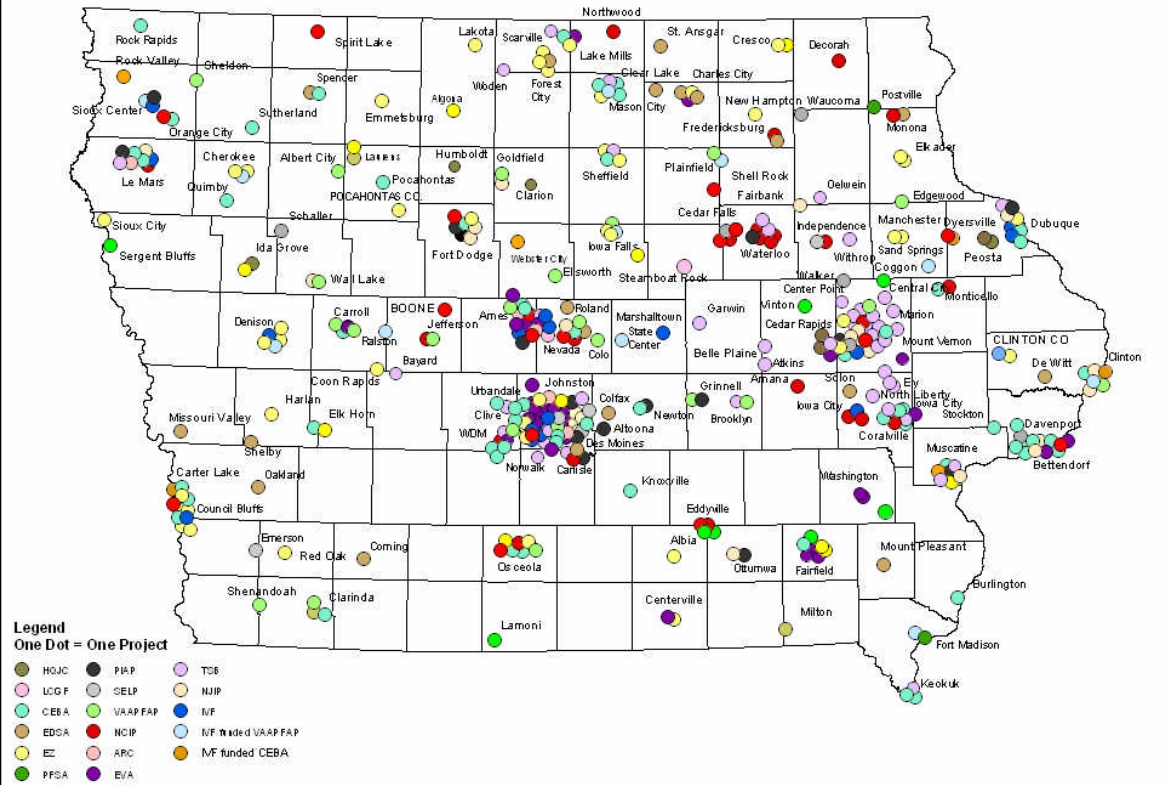 Northwood
Rock Rapids
Spirit Lake
Lakota
Scarville
Lake Mills
St. Ansgar
Cresco
Decorah
Rock Valley
Sheldon
Spencer
Woden
Forest
City
Clear Lake
Charles City
Mason City
Sioux Center
Orange City
Sutherland
Emmetsburg
Algona
New Hampton
Waucoma
Postville
Fredericksburg
Monona
Le Mars
Cherokee
Quimby
Albert City
Laurens
Pocahontas
POCAHONTAS CO.
Humboldt
Goldfield
Clarion
Sheffield
Plainfield
Shell Rock
Fairbank
Oelwein
Elkader
Edgewood
Sioux City
Sergent Bluffs
Schaller
Ida Grove
Wall Lake
Fort Dodge
Webster City
Ellsworth
Iowa Falls
Steamboat Rock
Cedar Falls
Waterloo
Independence
Winthrop
Manchester
Dyersville
Dubuque
Sand Springs
Peosta
Walker
Coggon
Center Point
Central City
Monticello
Denison
Carroll
Ralston
BOONE
Jefferson
Bayard
Ames
Roland
Nevada
Colo
Marshalltown
State
Center
Garwin
Vinton
Cedar Rapids
Marion
Mount Vernon
Belle Plaine
Atkins
CLINTON CO
De Witt
Clinton
Coon Rapids
Harlan
Elk Horn
Missouri Valley
Shelby
Urbandale
Johnston
Clive
WDM
Colfax
Newton
Altoona
Des Moines
Norwalk
Carlisle
Grinnell
Brooklyn
Amana
Solon
Ely
North Liberty
Iowa City
Iowa City
Coralville
Stockton
Davenport
Bettendorf
Muscatine
Carter Lake
Oakland
Council Bluffs
Knoxville
Washington
Emerson
Red Oak
Corning
Osceola
Eddyville
Albia
Ottumwa
Fairfield
Mount Pleasant
Shenandoah
Clarinda
Lamoni
Centerville
Milton
Burlington
Fort Madison
Keokuk
Legend
One Dot = One Project
HQJC
LCGF
CEBA
EDSA
EZ
PFSA
PIAP
SELP
VAAPFAP
NCIP
ARC
EVA
TSB
NJIP
IVF
IVF funded VAAPFAP
IVF funded CEBA